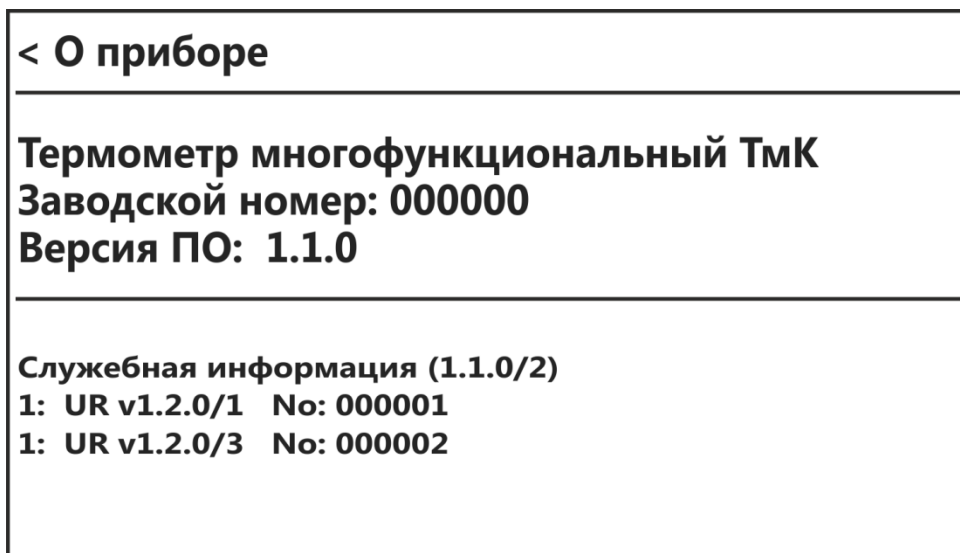 < О приборе
Термометр многофункциональный ТмК
Заводской номер: 000000
Версия ПО: 1.1.0
Служебная информация (1.1.0/2)
1: UR v1.2.0/1 No: 000001
1: UR v1.2.0/3 No: 000002